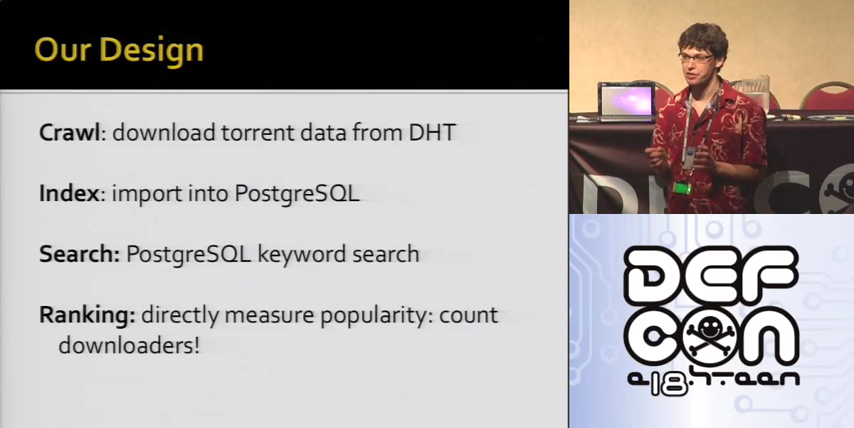 Our Design
Crawl: download torrent data from DHT
Index: import into PostgreSQL
Search: PostgreSQL keyword search
Ranking: directly measure popularity: count
downloaders!
DEF
CON
e18hteen